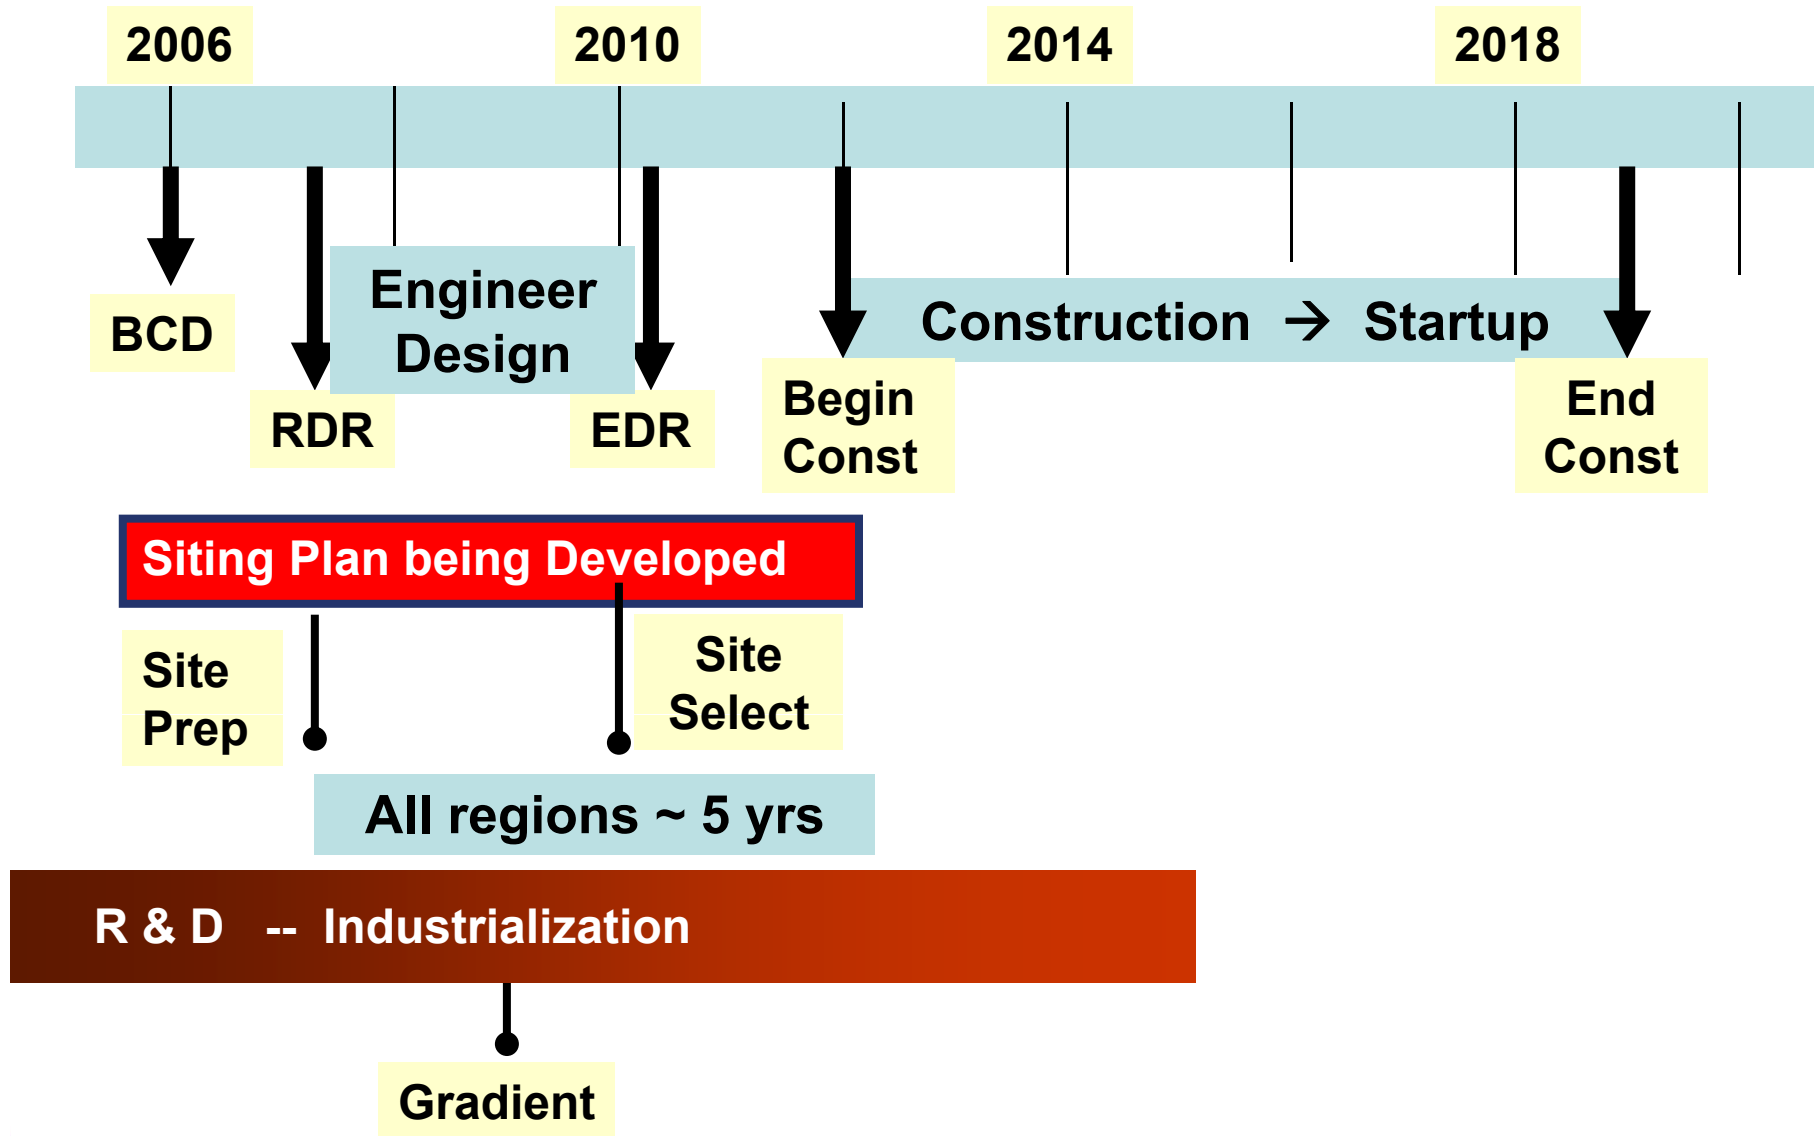 2006
2010
2014
2018
BCD
Engineer
Design
RDR
EDR
Construction → Startup
Begin
Const
End
Const
Siting Plan being Developed
Site
Prep
Site
Select
All regions ~ 5 yrs
R & D -- Industrialization
Gradient